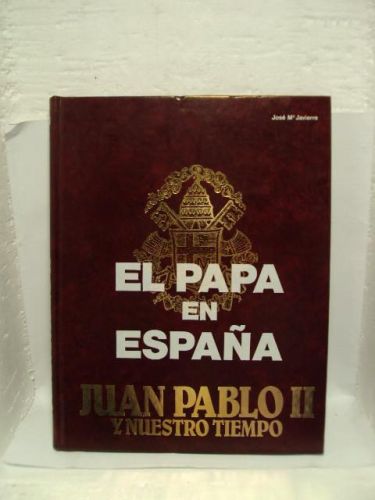 José Mª Javierre
EL PAPA
EN
ESPAÑA
JUAN PABLO II
Y NUESTRO TIEMPO